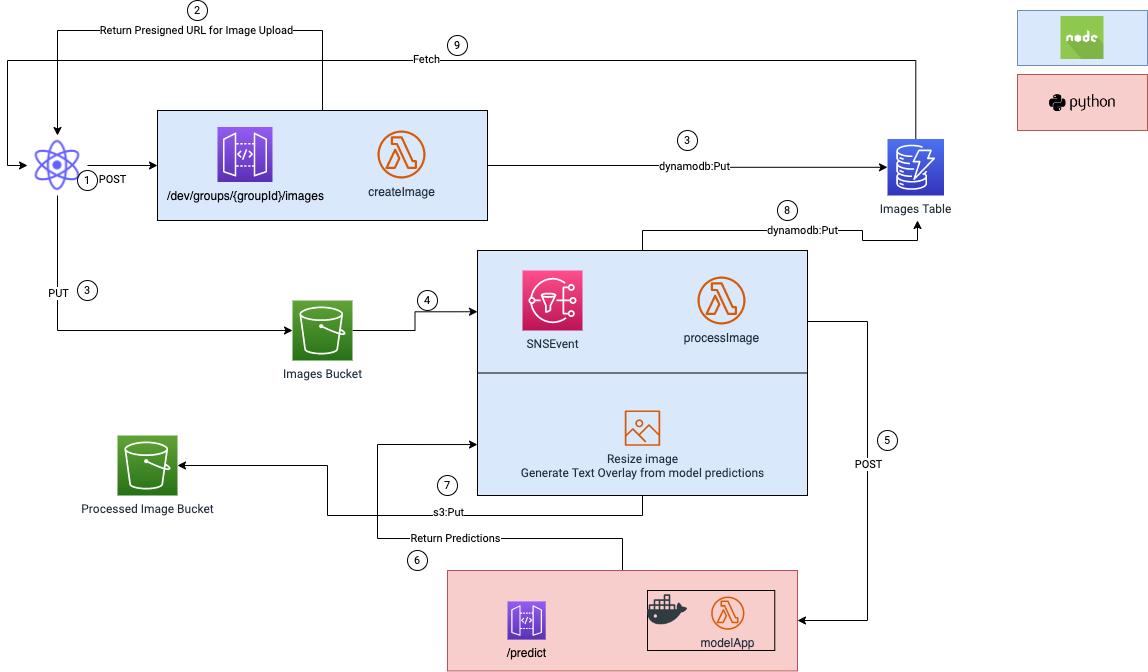 2
Return Presigned URL for Image Upload
9
Fetch
node
python
3
dynamodb:Put
1
POST
/dev/groups/{groupId}/images
createImage
Images Table
8
dynamodb:Put
PUT
3
4
SNSEvent
processImage
Images Bucket
5
POST
Resize image
Generate Text Overlay from model predictions
7
s3:Put
Processed Image Bucket
Return Predictions
6
/predict
modelApp